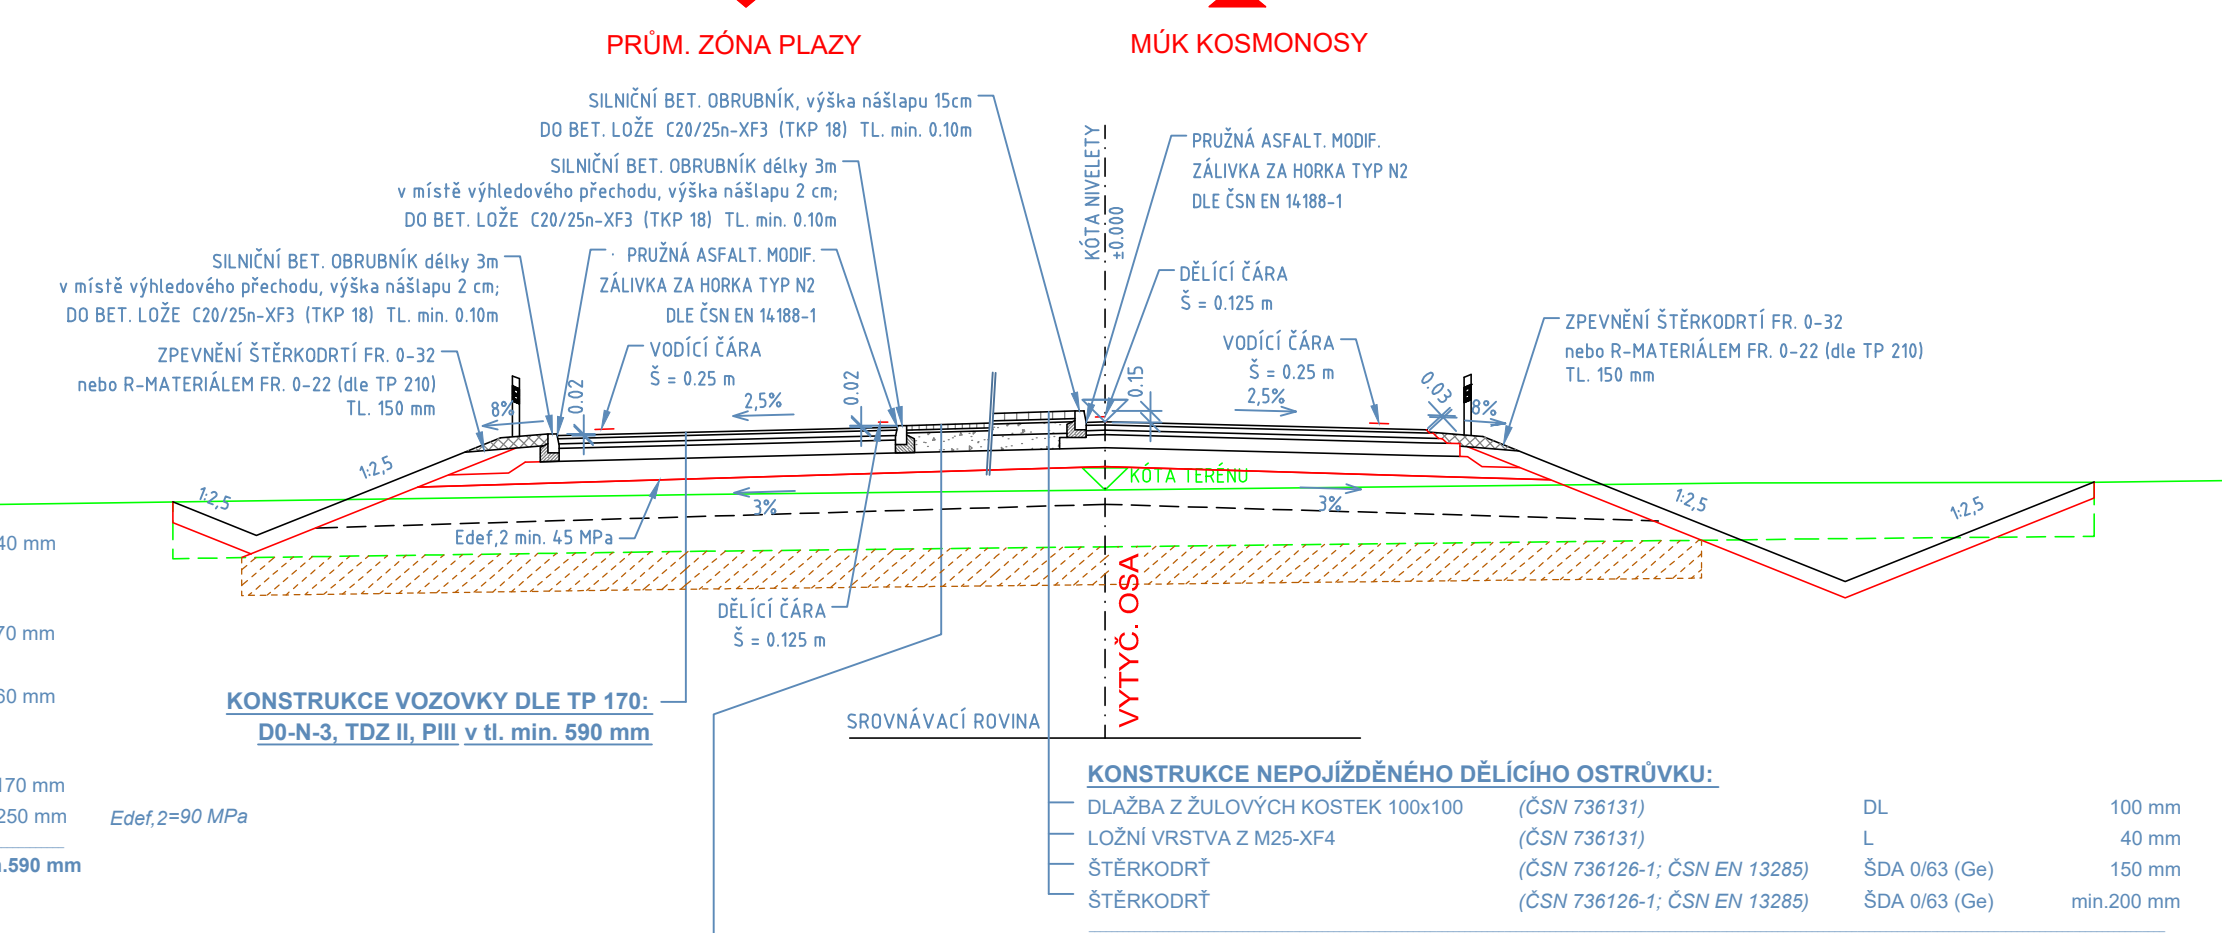 PRŮM. ZÓNA PLAZY
MÚK KOSMONOSY
SILNIČNÍ BET. OBRUBNÍK, výška nášlapu 15cm
DO BET. LOŽE C20/25n-XF3 (TKP 18) TL. min. 0.10m
SILNIČNÍ BET. OBRUBNÍK délky 3m
v místě výhledového přechodu, výška nášlapu 2 cm;
DO BET. LOŽE C20/25n-XF3 (TKP 18) TL. min. 0.10m
SILNIČNÍ BET. OBRUBNÍK délky 3m
v místě výhledového přechodu, výška nášlapu 2 cm;
DO BET. LOŽE C20/25n-XF3 (TKP 18) TL. min. 0.10m
ZPEVNĚNÍ ŠTĚRKODRTÍ FR. 0-32
nebo R-MATERIÁLEM FR. 0-22 (dle TP 210)
TL. 150 mm
PRUŽNÁ ASFALT. MODIF.
ZÁLIVKA ZA HORKA TYP N2
DLE ČSN EN 14188-1
VODÍCÍ ČÁRA
Š = 0.25 m
KÓTA NIVELETY
±0.000
PRUŽNÁ ASFALT. MODIF.
ZÁLIVKA ZA HORKA TYP N2
DLE ČSN EN 14188-1
DĚLÍCÍ ČÁRA
Š = 0.125 m
VODÍCÍ ČÁRA
Š = 0.25 m
ZPEVNĚNÍ ŠTĚRKODRTÍ FR. 0-32
nebo R-MATERIÁLEM FR. 0-22 (dle TP 210)
TL. 150 mm
8%
0.02
2,5%
0.02
0.15
2,5%
0.03
8%
1:2,5
1:2,5
KÓTA TERÉNU
3%
3%
1:2,5
1:2,5
Edef,2 min. 45 MPa
DĚLÍCÍ ČÁRA
Š = 0.125 m
VYTYČ. OSA
SROVNÁVACÍ ROVINA
KONSTRUKCE VOZOVKY DLE TP 170:
D0-N-3, TDZ II, PIII v tl. min. 590 mm
40 mm
70 mm
60 mm
170 mm
250 mm Edef,2=90 MPa
.590 mm
KONSTRUKCE NEPOJÍŽDĚNÉHO DĚLÍCÍHO OSTRŮVKU:
DLAŽBA Z ŽULOVÝCH KOSTEK 100x100 (ČSN 736131) DL 100 mm
LOŽNÍ VRSTVA Z M25-XF4 (ČSN 736131) L 40 mm
ŠTĚRKODRŤ (ČSN 736126-1; ČSN EN 13285) ŠDA 0/63 (Ge) 150 mm
ŠTĚRKODRŤ (ČSN 736126-1; ČSN EN 13285) ŠDA 0/63 (Ge) min.200 mm